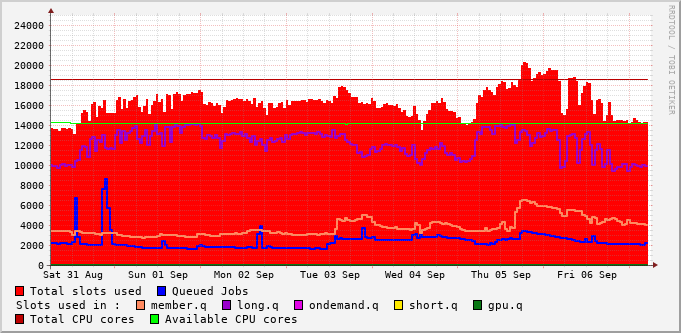 24000
22000
20000
18000
16000
14000
12000
10000
8000
6000
4000
2000
0
Sat 31 Aug Sun 01 Sep Mon 02 Sep Tue 03 Sep Wed 04 Sep Thu 05 Sep Fri 06 Sep
Total slots used Queued Jobs
Slots used in : member.q long.q ondemand.q short.q gpu.q
Total CPU cores Available CPU cores
RRDTOOL / TOBI OETIKER